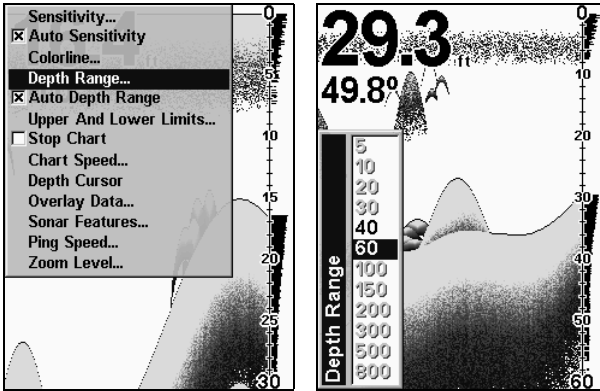 Sensitivity...
Auto Sensitivity
Colorline...
Depth Range...
Auto Depth Range
Upper And Lower Limits...
Stop Chart
Chart Speed...
Depth Cursor
Overlay Data...
Sonar Features...
Ping Speed...
Zoom Level...
ft
0
5
10
15
20
25
30
29.3 ft
49.8º
Depth Range
5
10
20
30
40
60
100
150
200
300
500
800
0
10
20
30
40
50
60